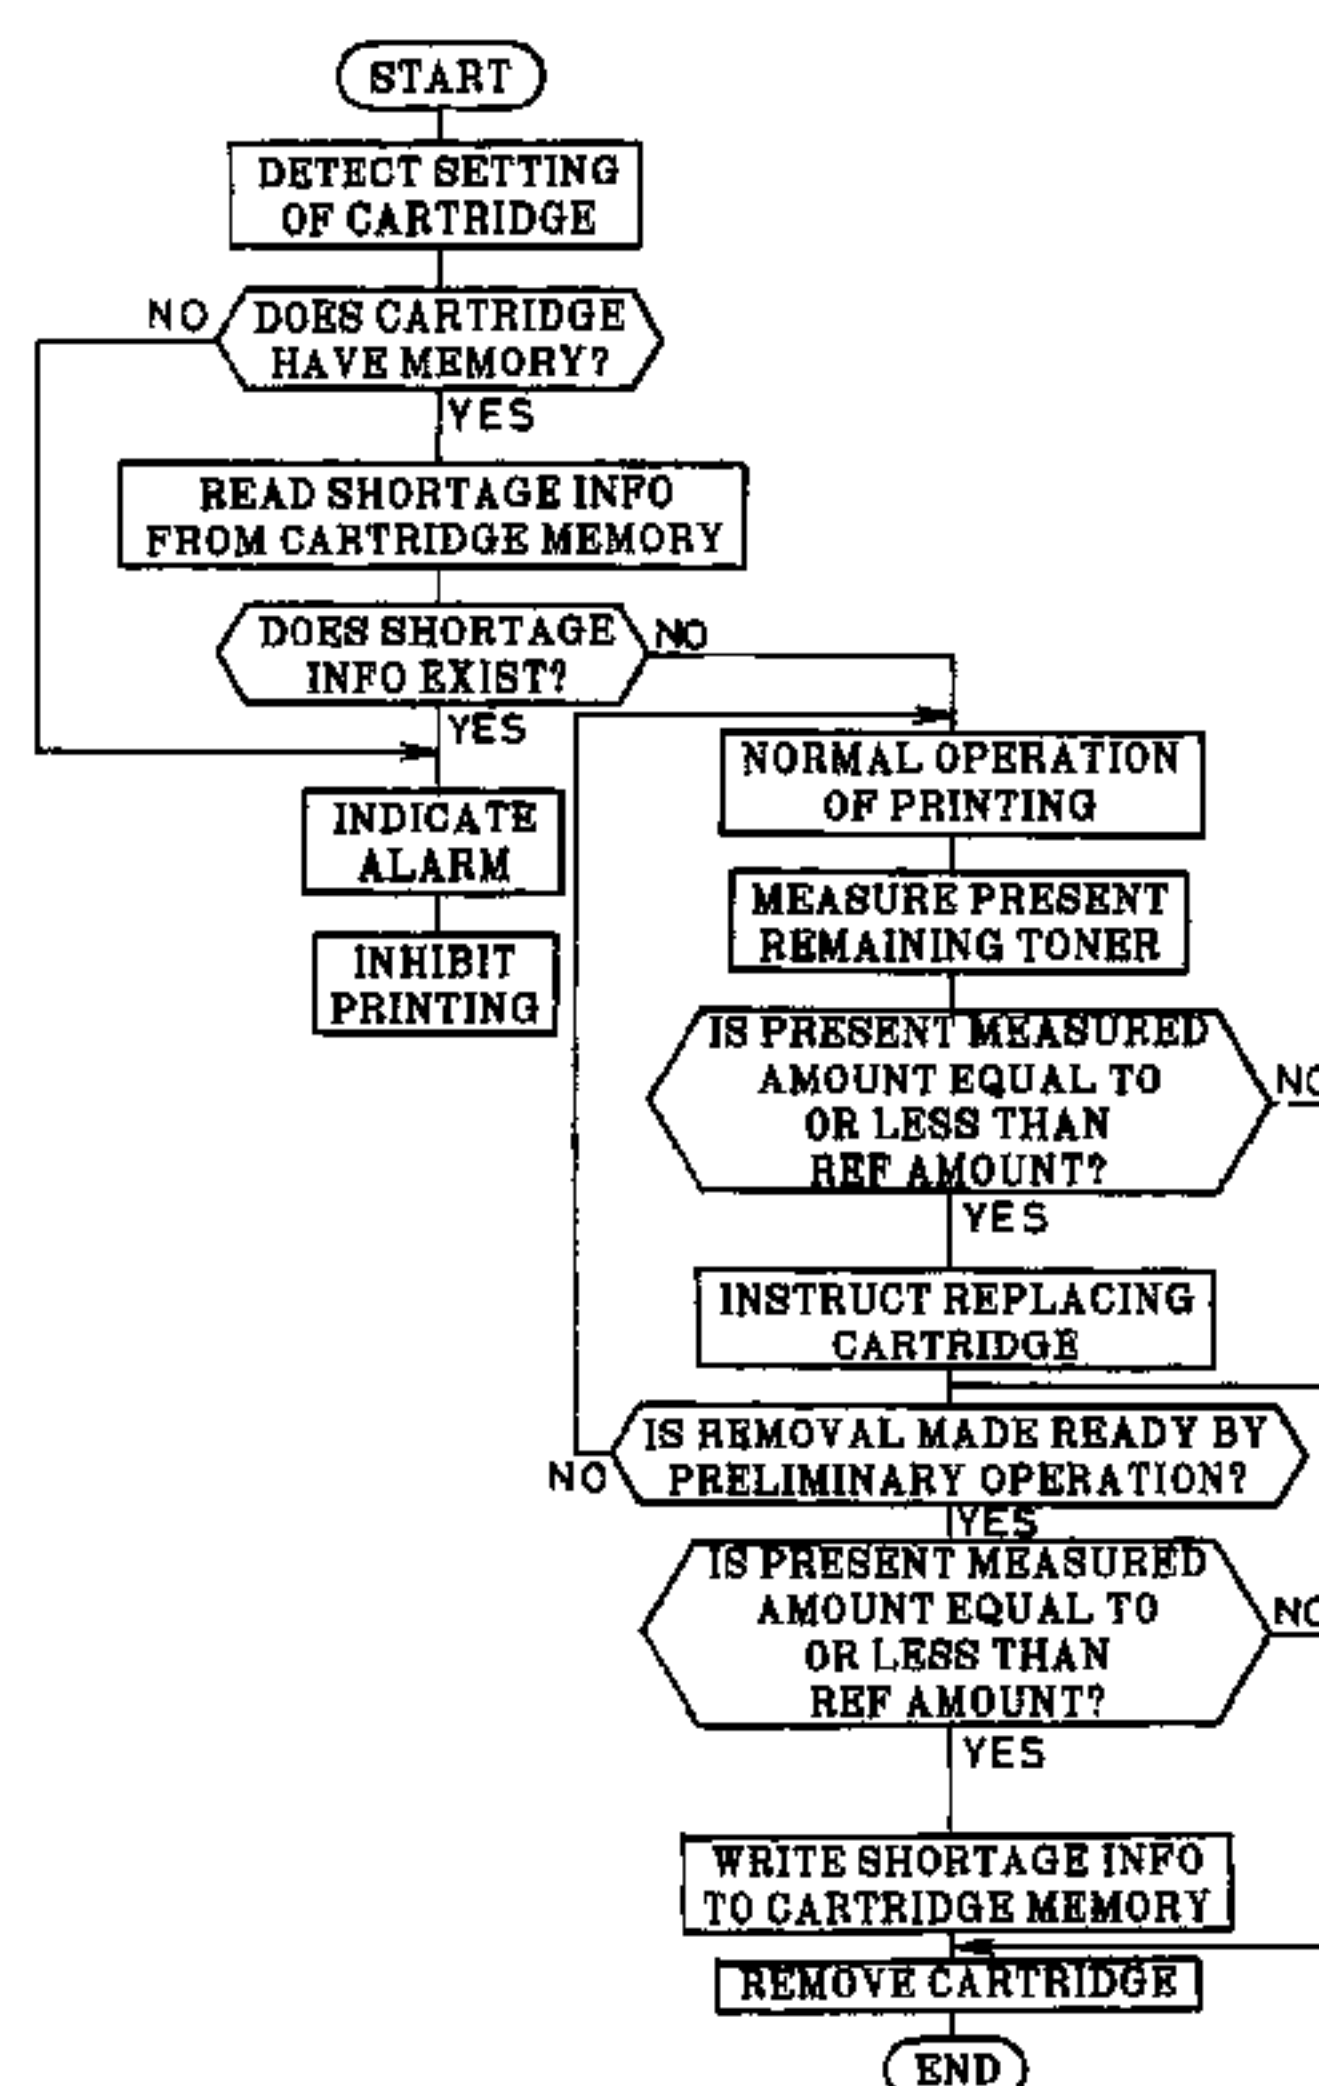 START
DETECT SETTING
OF CARTRIDGE
NO
DOES CARTRIDGE
HAVE MEMORY?
YES
READ SHORTAGE INFO
FROM CARTRIDGE MEMORY
DOES SHORTAGE
INFO EXIST?
NO
YES
INDICATE
ALARM
INHIBIT
PRINTING
NORMAL OPERATION
OF PRINTING
MEASURE PRESENT
REMAINING TONER
IS PRESENT MEASURED
AMOUNT EQUAL TO
OR LESS THAN
REF AMOUNT?
NO
YES
INSTRUCT REPLACING
CARTRIDGE
IS REMOVAL MADE READY BY
PRELIMINARY OPERATION?
NO
YES
IS PRESENT MEASURED
AMOUNT EQUAL TO
OR LESS THAN
REF AMOUNT?
NO
YES
WRITE SHORTAGE INFO
TO CARTRIDGE MEMORY
REMOVE CARTRIDGE
END